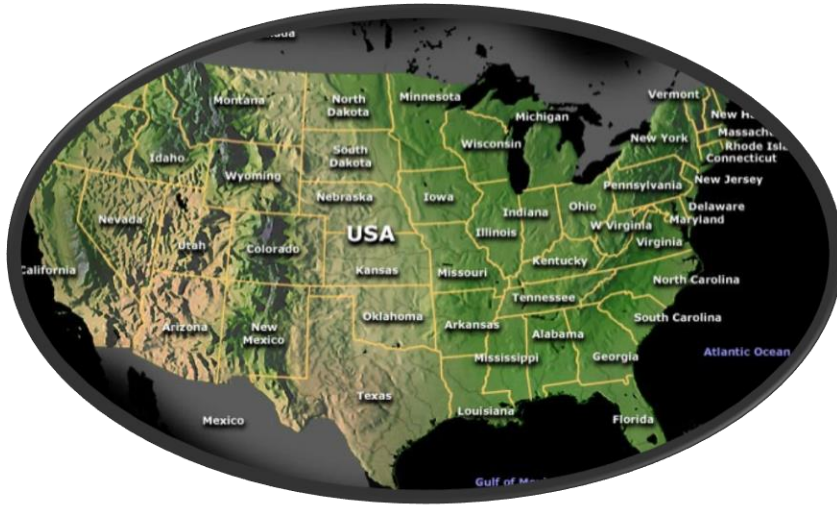 Montana
North
Dakota
Minnesota
Vermont
Michigan
Wisconsin
New York
Idaho
South
Dakota
Rhode
Connecticut
Wyoming
Pennsylvania
New Jersey
Nebraska
Iowa
Delaware
Indiana
Ohio
Nevada
Maryland
W Virginia
USA
Illinois
Virginia
Utah
Colorado
California
Kansas
Missouri
Kentucky
North Carolina
Tennessee
Oklahoma
South Carolina
Arizona
New
Mexico
Arkansas
Alabama
Atlantic Ocean
Mississippi
Georgia
Texas
Louisiana
Mexico
Florida
Gulf of